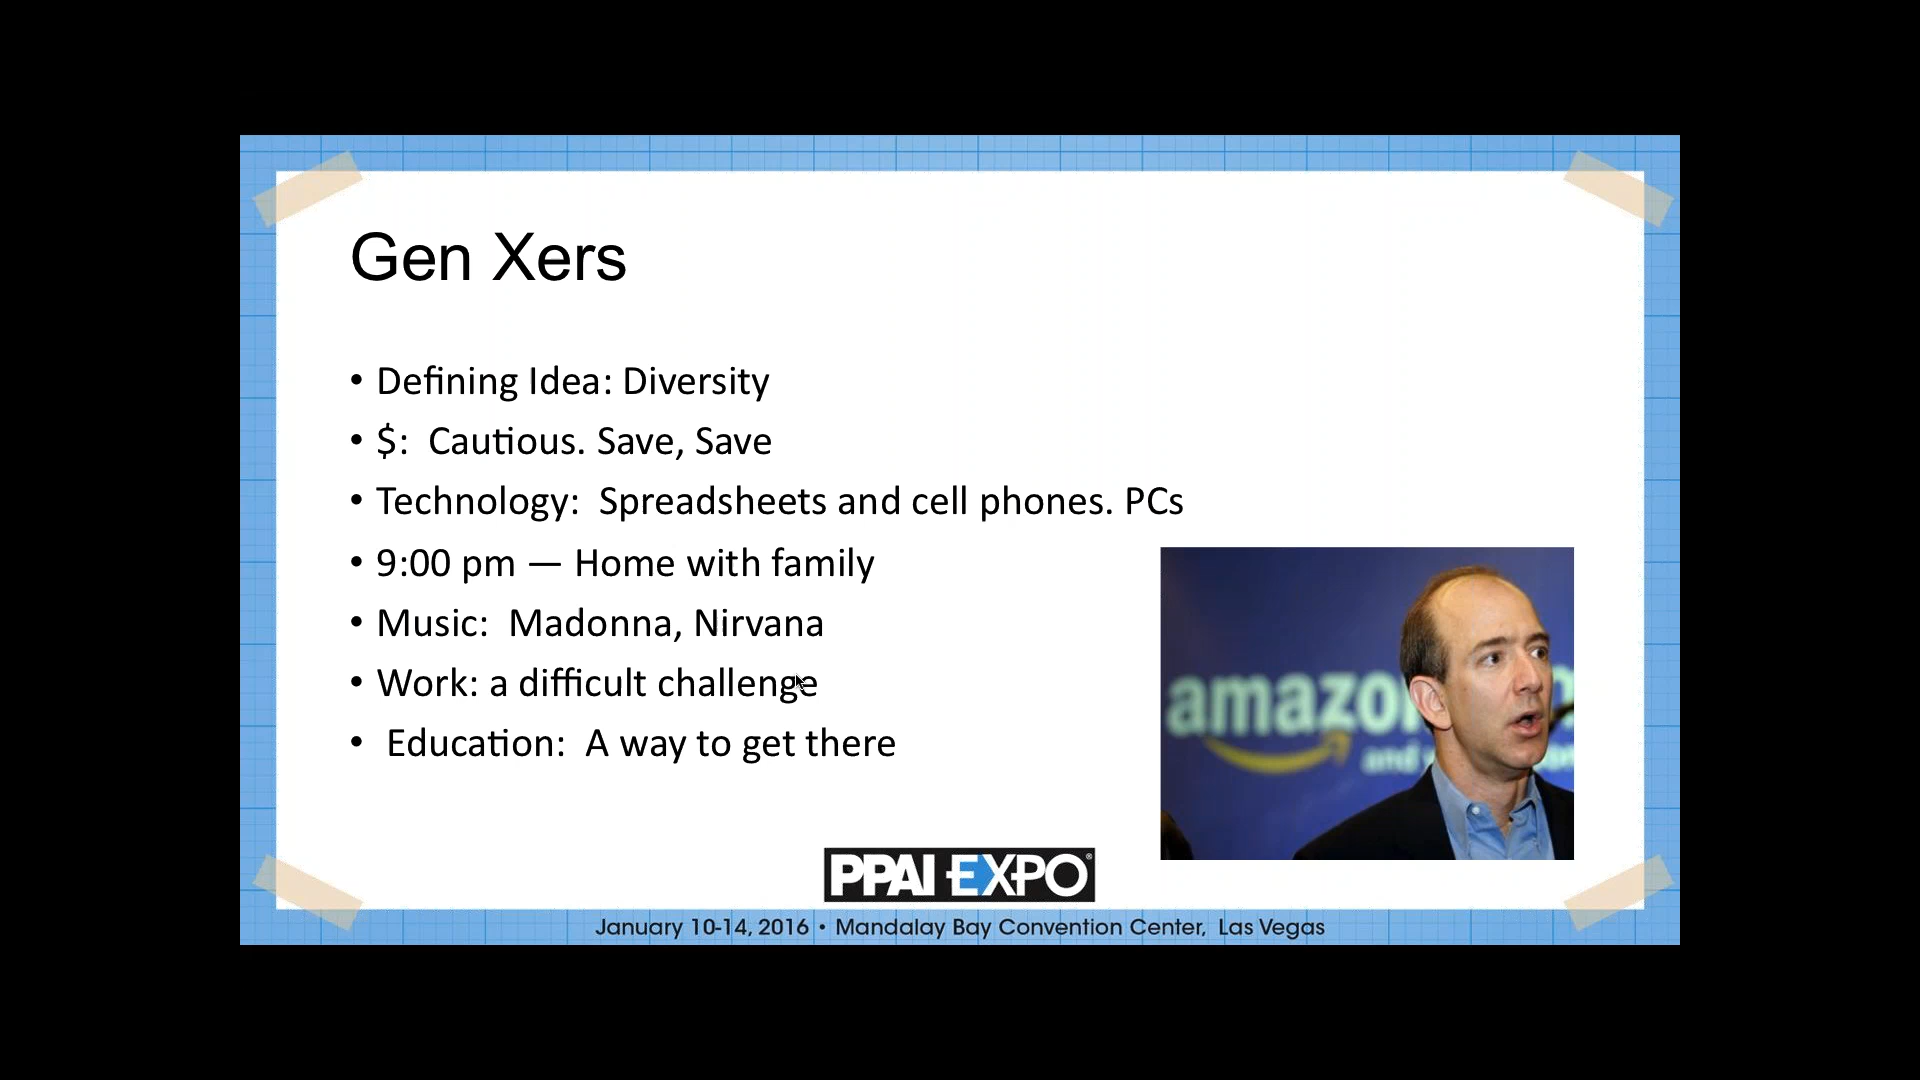 Gen Xers
• Defining Idea: Diversity
• $:  Cautious. Save, Save
• Technology:  Spreadsheets and cell phones. PCs
• 9:00 pm — Home with family
• Music:  Madonna, Nirvana
• Work: a difficult challenge
•  Education:  A way to get there
amazon
and
PPAI EXPO®
January 10-14, 2016 • Mandalay Bay Convention Center, Las Vegas